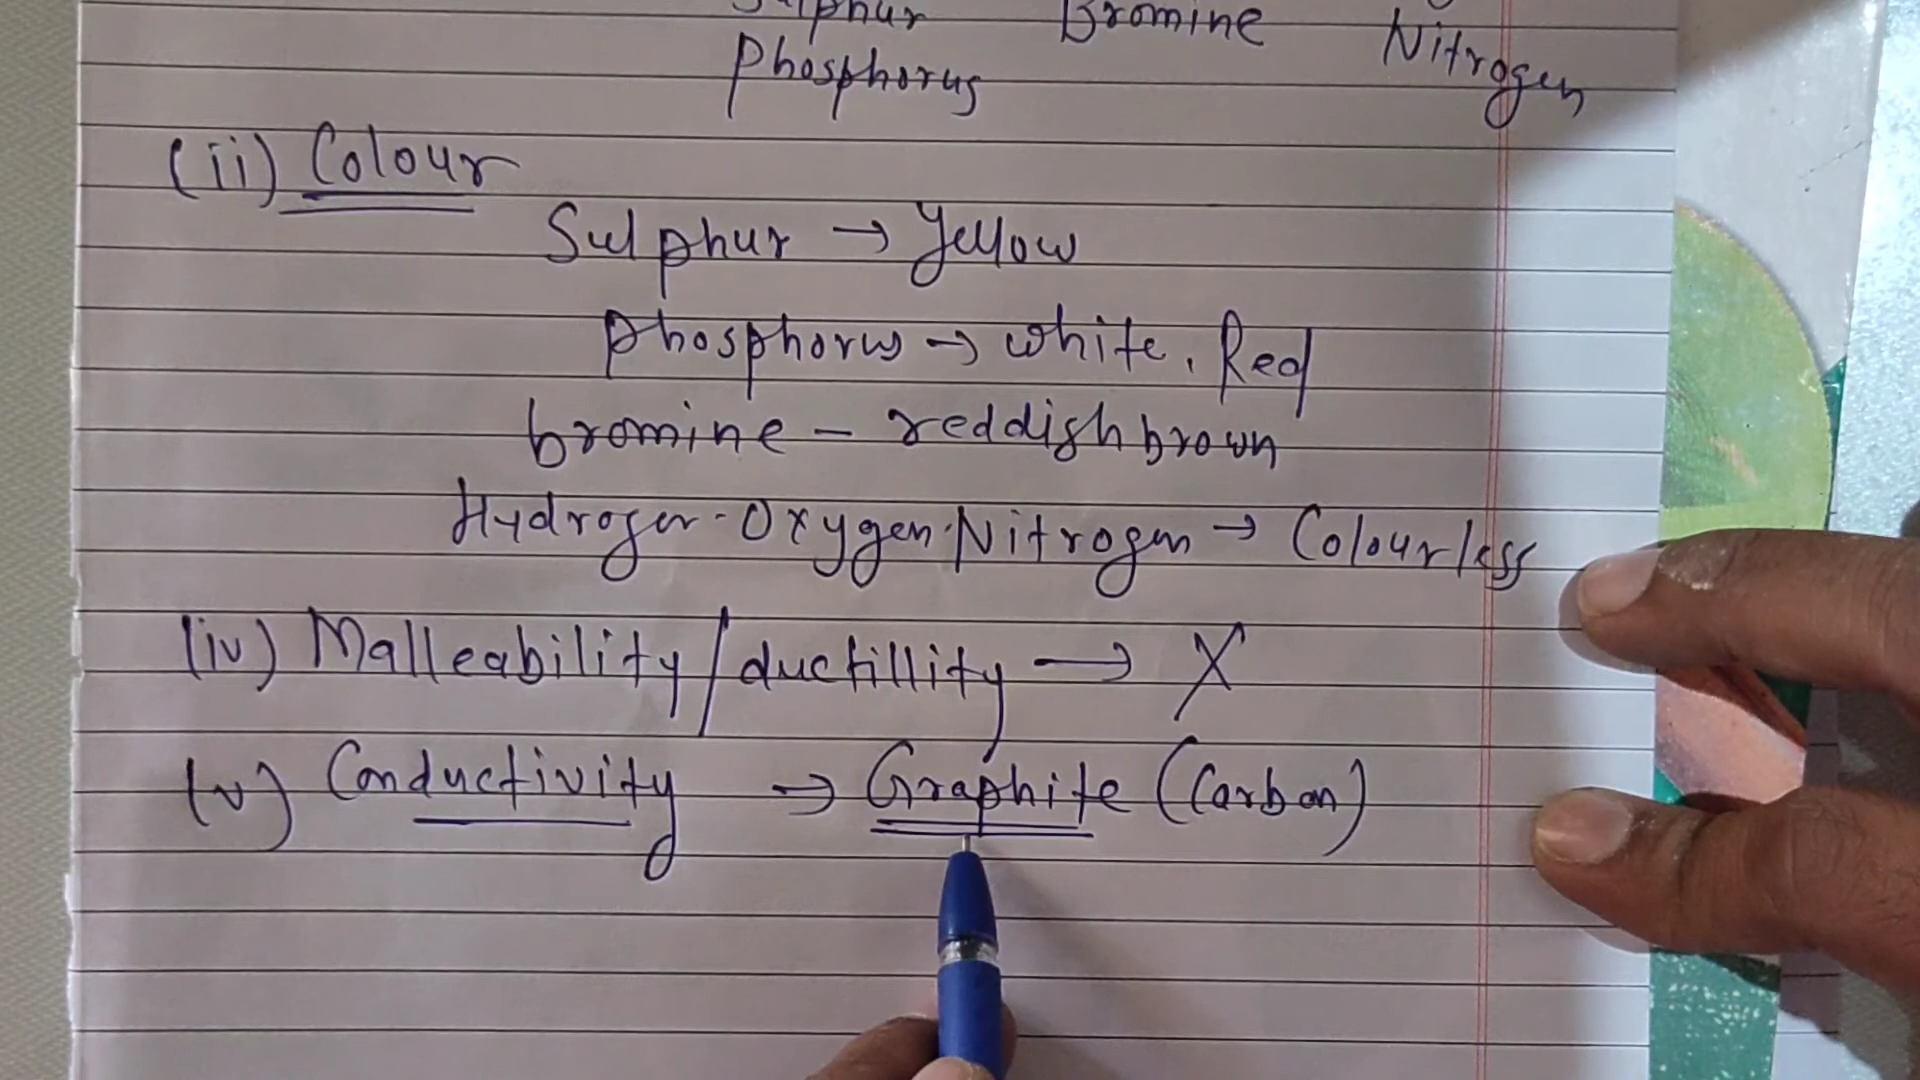 Sulphur Bromine Nitrogen
Phosphorus
(ii) Colour
Sulphur → Yellow
Phosphorus → white, Red
bromine – reddish brown
Hydrogen - Oxygen. Nitrogen → Colourless
(iv) Malleability/ductillity → X
(v) Conductivity → Graphite (Carbon)